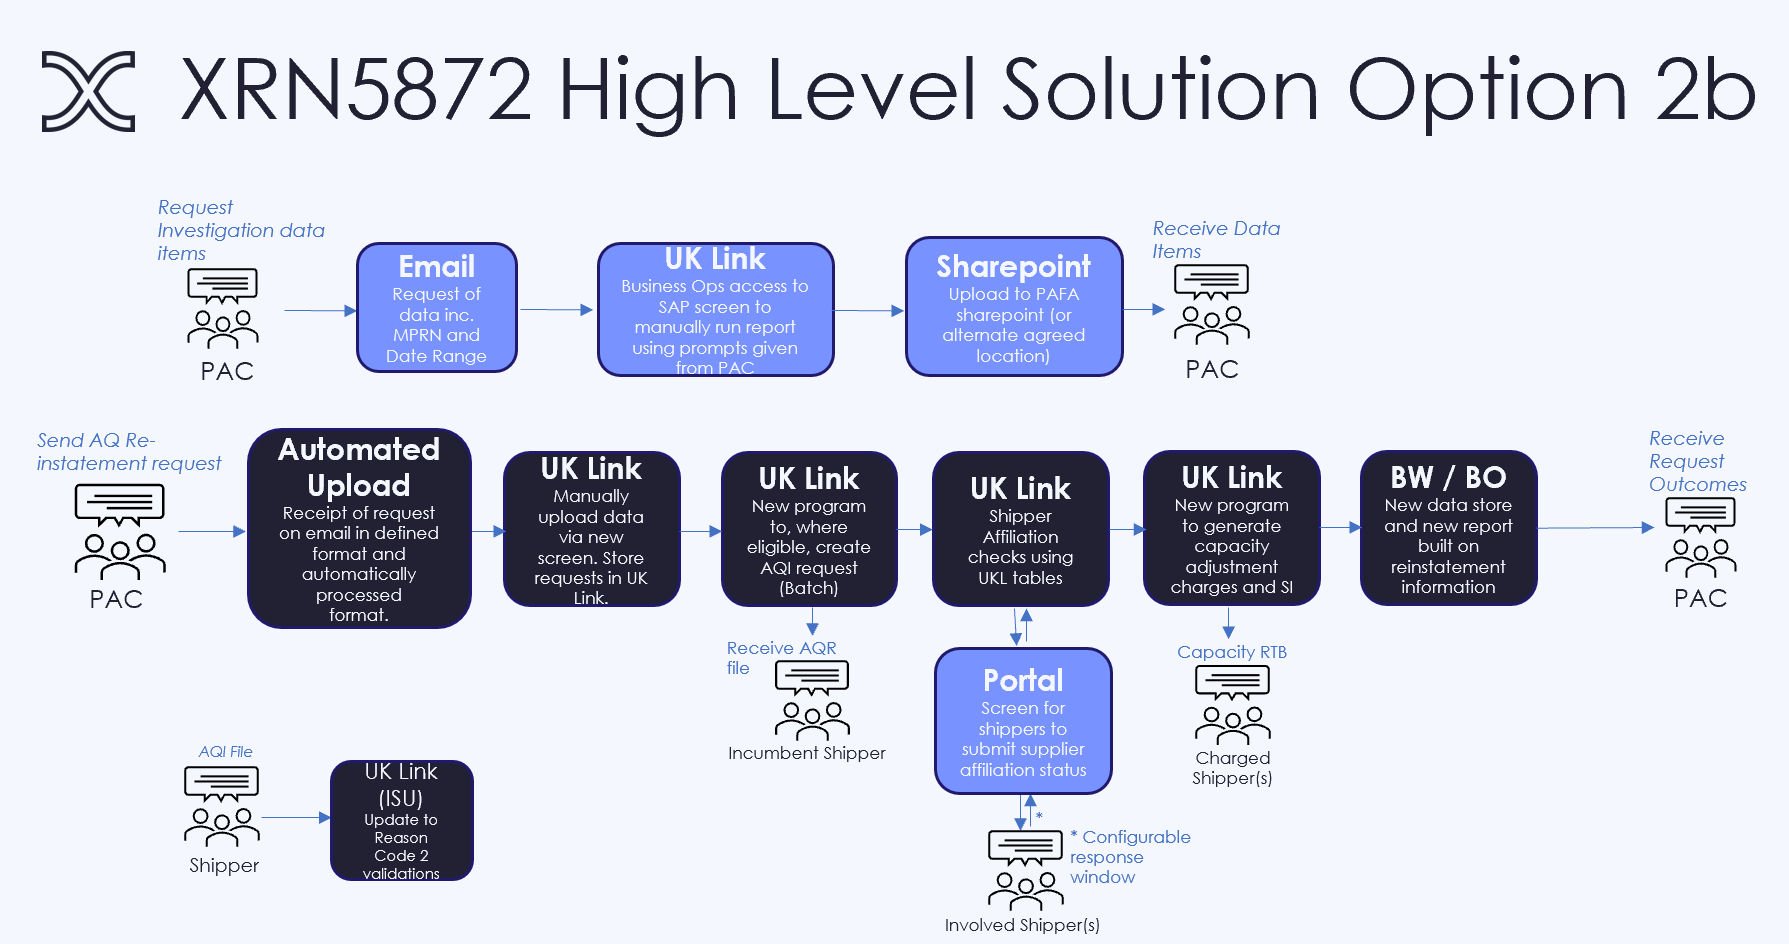 XRN5872 High Level Solution Option 2b
Request
Investigation data
items
PAC
Email
Request of
data inc.
MPRN and
Date Range
UK Link
Business Ops access to
SAP screen to
manually run report
using prompts given
from PAC
Sharepoint
Upload to PAFA
sharepoint (or
alternate agreed
location)
Receive Data
Items
PAC
Send AQ Re-
instatement request
PAC
Automated
Upload
Receipt of request
on email in defined
format and
automatically
processed
format.
UK Link
Manually
upload data
via new
screen. Store
requests in UK
Link.
UK Link
New program
to, where
eligible, create
AQI request
(Batch)
UK Link
Shipper
Affiliation
checks using
UKL tables
UK Link
New program
to generate
capacity
adjustment
charges and SI
BW / BO
New data store
and new report
built on
reinstatement
information
Receive
Request
Outcomes
PAC
Receive AQR
file
Incumbent Shipper
Portal
Screen for
shippers to
submit supplier
affiliation status
*
* Configurable
response
window
Involved Shipper(s)
Capacity RTB
Charged
Shipper(s)
AQI File
Shipper
UK Link
(ISU)
Update to
Reason
Code 2
validations